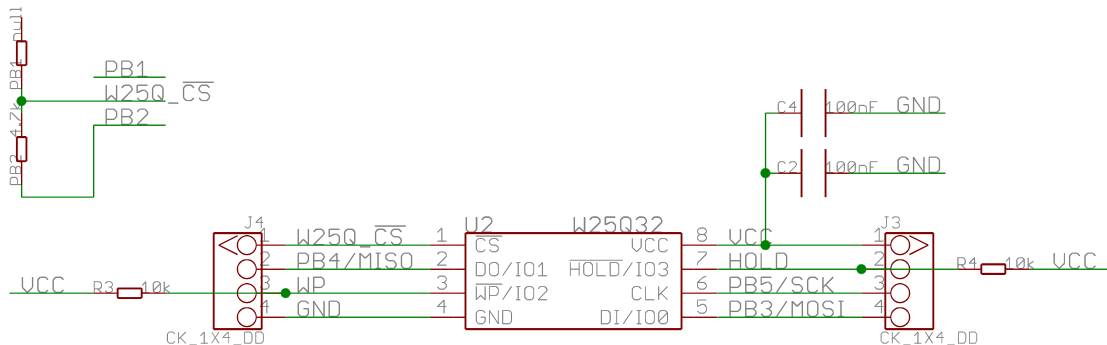 PB1 null
PB1
W25Q_CS
PB2
PB2 4.7k
C4 100nF GND
C2 100nF GND
J4 U2 W25Q32 J3
1 W25Q_CS 1 CS VCC 8 VCC 1
2 PB4/MISO 2 DO/IO1 HOLD/IO3 7 HOLD 2 R4 10k VCC
VCC R3 10k 3 WP 3 WP/IO2 CLK 6 PB5/SCK 3
4 GND 4 GND DI/IO0 5 PB3/MOSI 4
CK_1X4_DD CK_1X4_DD